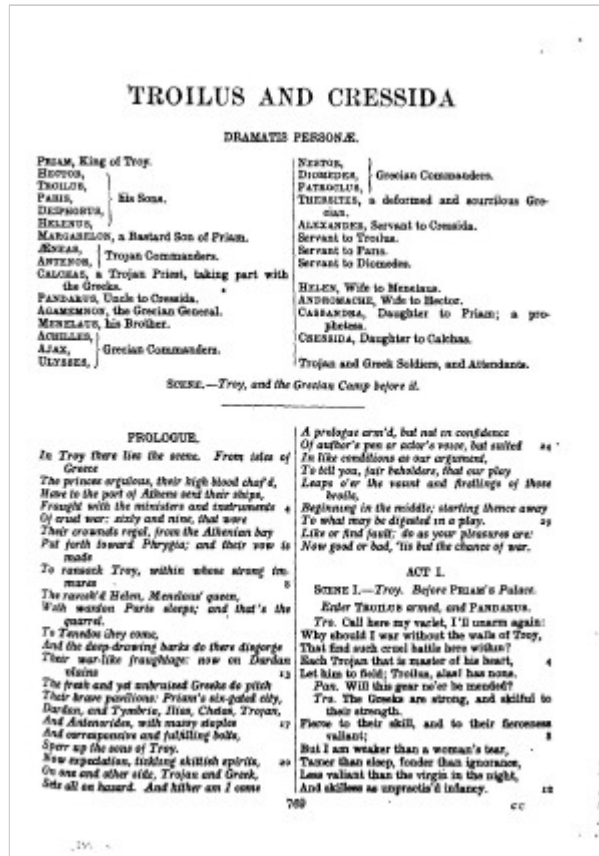 TROILUS AND CRESSIDA
DRAMATIS PERSONÆ.
PRIAM, King of Troy.
HECTOR,
TROILUS,
PARIS,
DEIPHOBUS,
HELENUS,
his Sons.
MARGARELON, a Bastard Son of Priam.
ÆNEAS,
ANTENOR,
Trojan Commanders.
CALCHAS, a Trojan Priest, taking part with
the Greeks.
PANDARUS, Uncle to Cressida.
AGAMEMNON, the Grecian General.
MENELAUS, his Brother.
ACHILLES,
AJAX,
ULYSSES,
Grecian Commanders.
NESTOR,
DIOMEDES,
PATROCLUS,
Grecian Commanders.
THERSITES, a deformed and scurrilous Gre-
cian.
ALEXANDER, Servant to Cressida.
Servant to Troilus.
Servant to Paris.
Servant to Diomedes.
HELEN, Wife to Menelaus.
ANDROMACHE, Wife to Hector.
CASSANDRA, Daughter to Priam; a pro-
phetess.
CRESSIDA, Daughter to Calchas.
Trojan and Greek Soldiers, and Attendants.
SCENE.—Troy, and the Grecian Camp before it.
PROLOGUE.
In Troy there lies the scene. From isles of
Greece
The princes orgulous, their high blood chaf'd,
Have to the port of Athens sent their ships,
Fraught with the ministers and instruments 4
Of cruel war: sixty and nine, that wore
Their crownets regal, from the Athenian bay
Put forth toward Phrygia; and their vow is
made
To ransack Troy, within whose strong im-
mures 8
The ravish'd Helen, Menelaus' queen,
With wanton Paris sleeps; and that's the
quarrel.
To Tenedos they come,
And the deep-drawing barks do there disgorge
Their war-like fraughtage: now on Dardan
plains 13
The fresh and yet unbruised Greeks do pitch
Their brave pavilions: Priam's six-gated city,
Dardan, and Tymbria, Ilias, Chetas, Trojan,
And Antenorides, with massy staples 17
And corresponsive and fulfilling bolts,
Sperr up the sons of Troy.
Now expectation, tickling skittish spirits, 20
On one and other side, Trojan and Greek,
Sets all on hazard. And hither am I come
A prologue arm'd, but not in confidence
Of author's pen or actor's voice, but suited 24
In like conditions as our argument,
To tell you, fair beholders, that our play
Leaps o'er the vaunt and firstlings of those
broils,
Beginning in the middle; starting thence away
To what may be digested in a play. 29
Like or find fault; do as your pleasures are:
Now good or bad, 'tis but the chance of war.
ACT I.
SCENE I.—Troy. Before PRIAM'S Palace.
Enter TROILUS armed, and PANDARUS.
Tro. Call here my varlet, I'll unarm again:
Why should I war without the walls of Troy,
That find such cruel battle here within?
Each Trojan that is master of his heart, 4
Let him to field; Troilus, alas! has none.
Pan. Will this gear ne'er be mended?
Tro. The Greeks are strong, and skilful to
their strength,
Fierce to their skill, and to their fierceness
valiant; 8
But I am weaker than a woman's tear,
Tamer than sleep, fonder than ignorance,
Less valiant than the virgin in the night,
And skilless as unpractis'd infancy. 12
769
CC